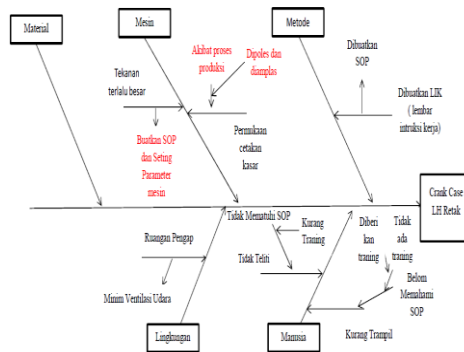 Material
Mesin
Metode
Akibat proses
produksi
Dipoles dan
diamplas
Dibuatkan
SOP
Tekanan
terlalu besar
Dibuatkan LIK
( lembar
intruksi kerja)
Buatkan SOP
dan Seting
Parameter
mesin
Permukaan
cetakan
kasar
Crank Case
LH Retak
Tidak Mematuhi SOP
Kurang
Traning
Diberi
kan
traning
Tidak
ada
traning
Ruangan Pengap
Tidak Teliti
Belom
Memahami
SOP
Minim Ventilasi Udara
Lingkungan
Manusia
Kurang Trampil